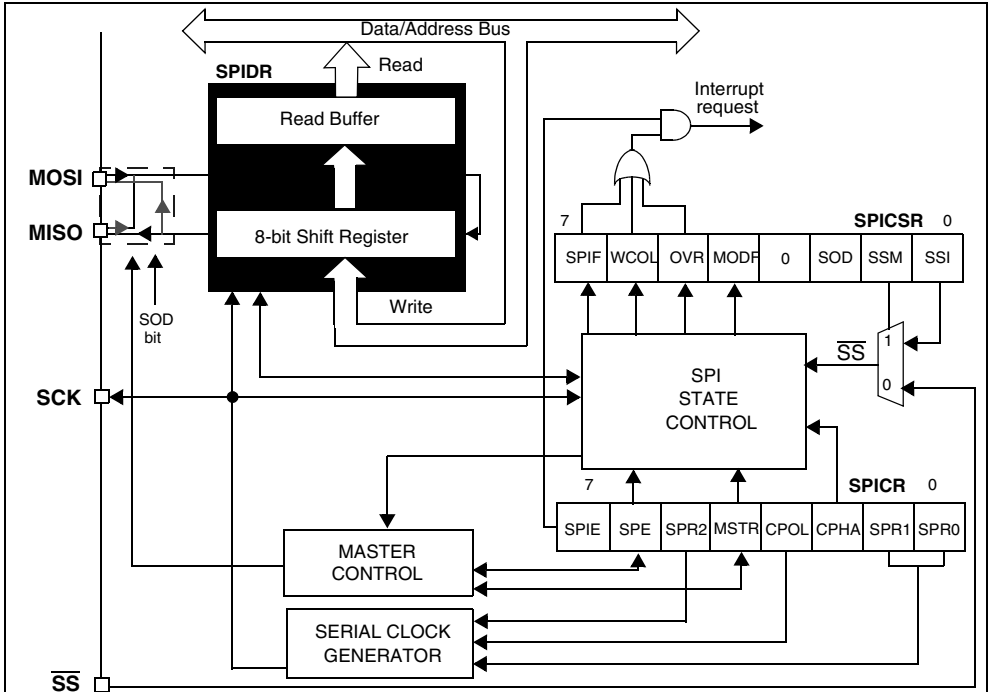 Data/Address Bus
SPIDR
Read
Read Buffer
Interrupt
request
MOSI
MISO
8-bit Shift Register
7
SPICSR
0
SPIF
WCOL
OVR
MODF
0
SOD
SSM
SSI
Write
SOD
bit
1
SS
0
SPI
STATE
CONTROL
SCK
7
SPICR
0
SPIE
SPE
SPR2
MSTR
CPOL
CPHA
SPR1
SPR0
MASTER
CONTROL
SERIAL CLOCK
GENERATOR
SS